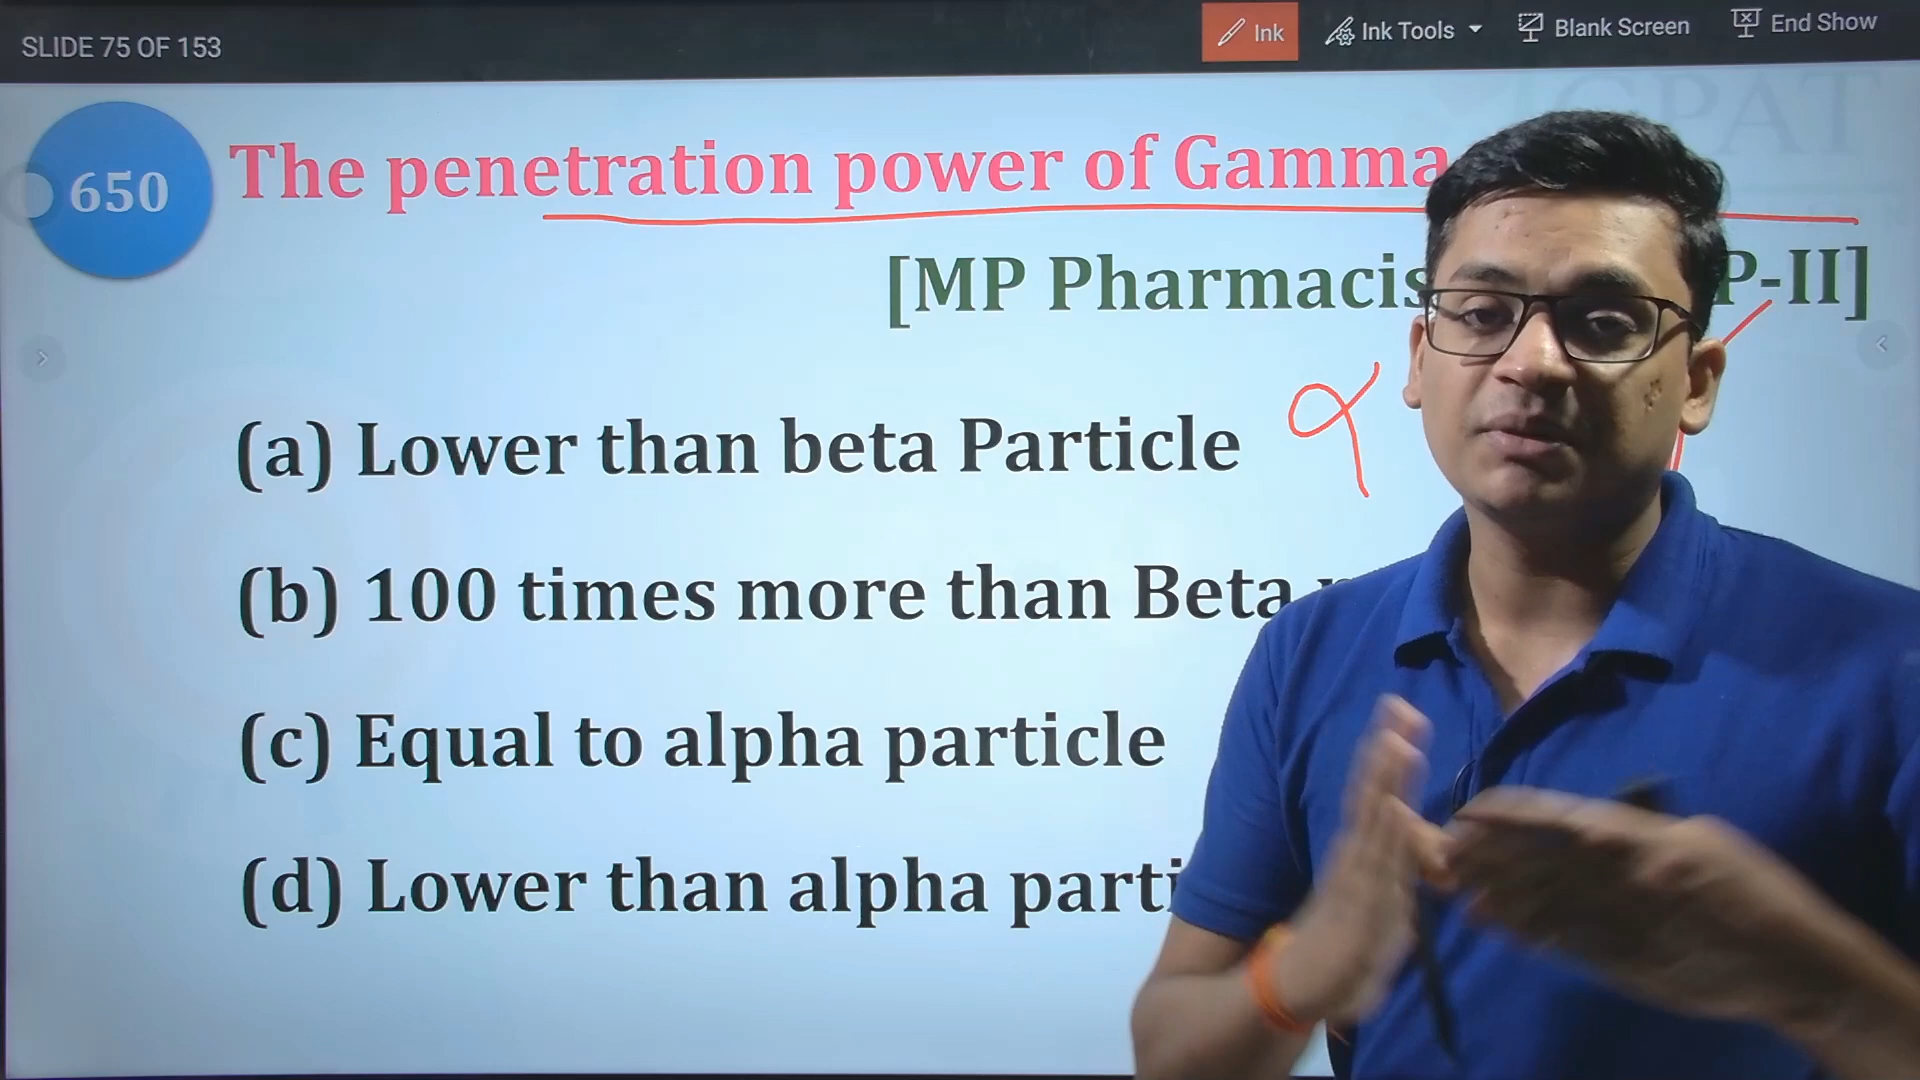 SLIDE 75 OF 153
Ink
Ink Tools
Blank Screen
End Show
GPAT
650
The penetration power of Gamma
[MP Pharmacis P-II]
α
(a) Lower than beta Particle
(b) 100 times more than Beta
(c) Equal to alpha particle
(d) Lower than alpha parti